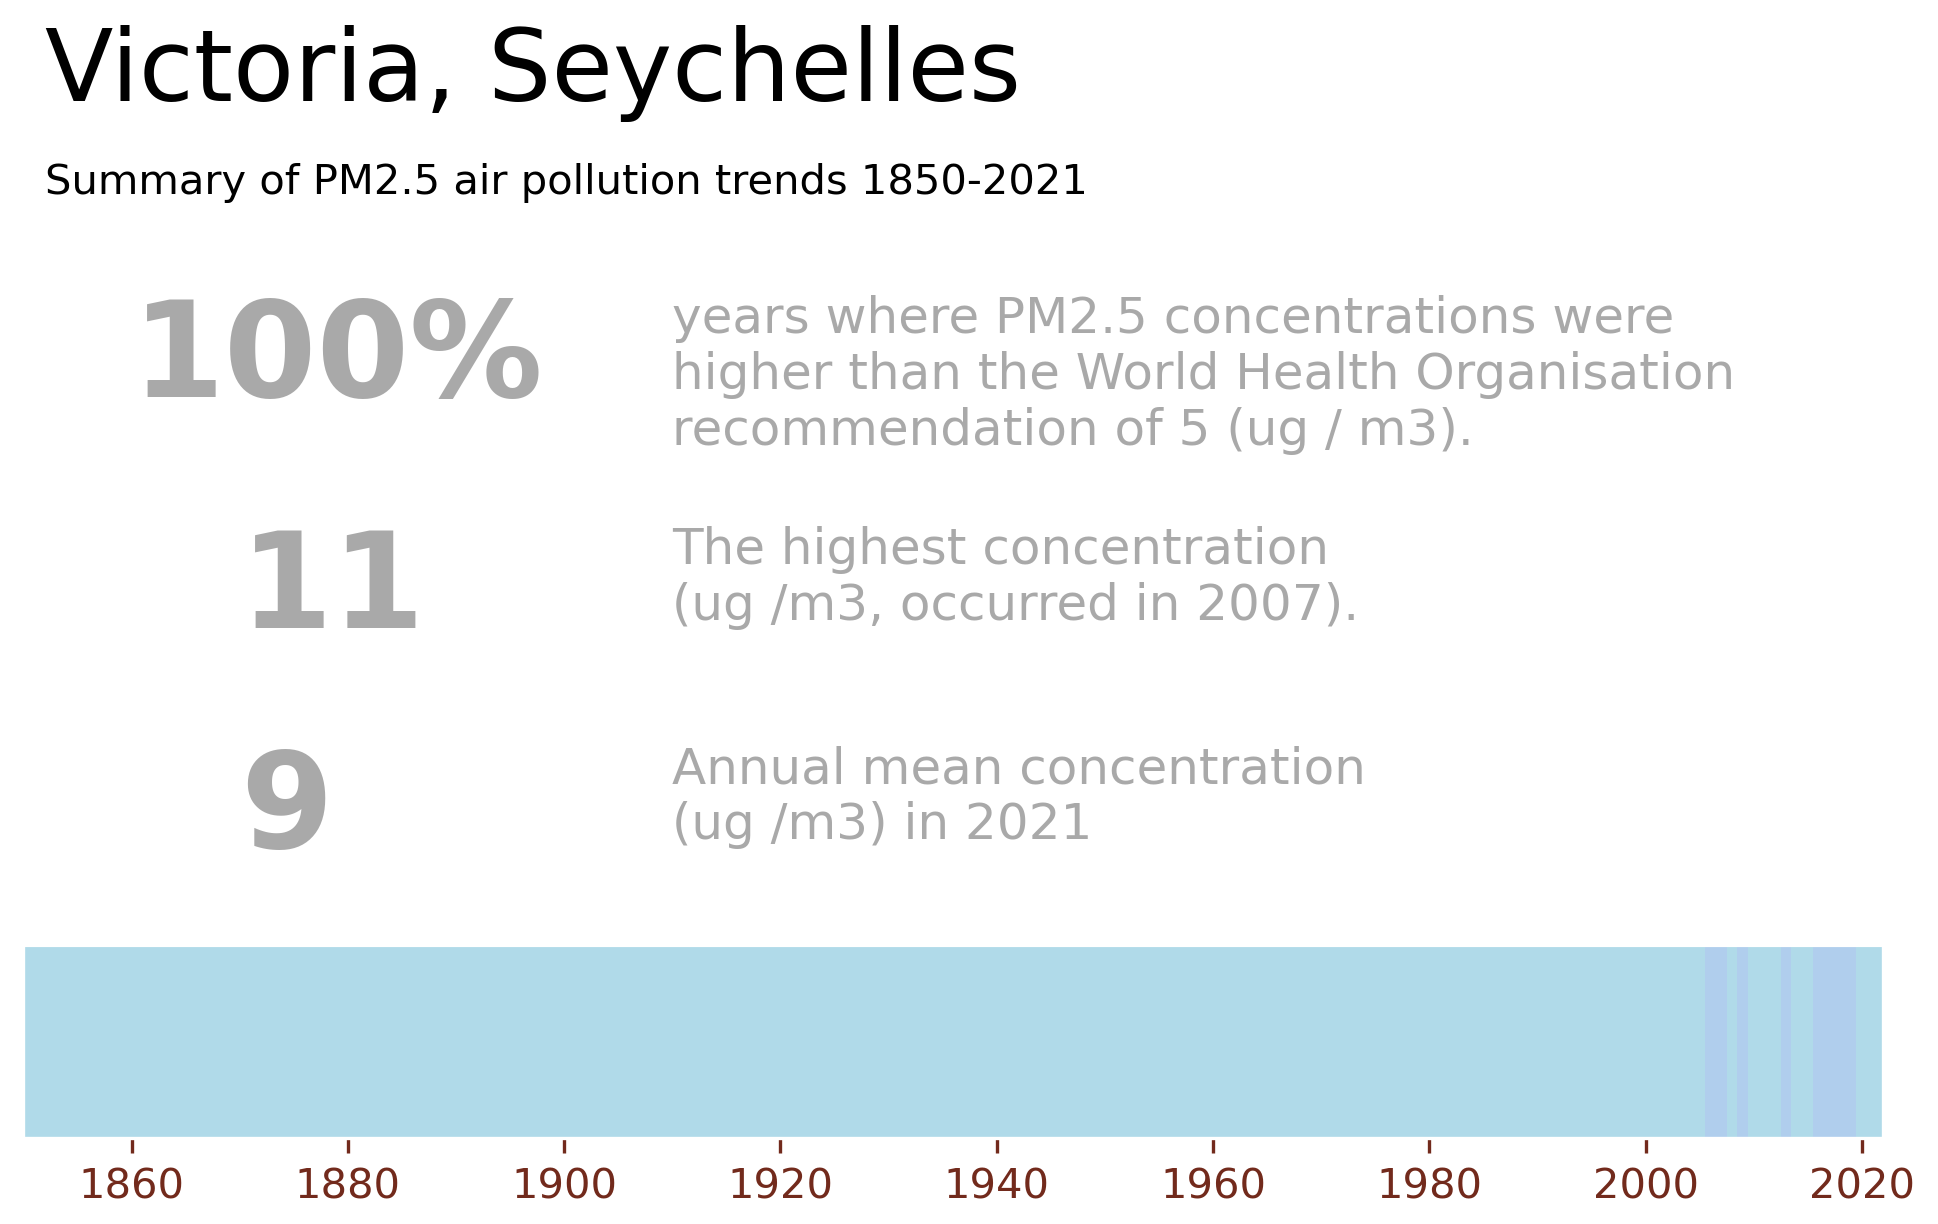 Victoria, Seychelles
Summary of PM2.5 air pollution trends 1850-2021
100%
years where PM2.5 concentrations were
higher than the World Health Organisation
recommendation of 5 (ug / m3).
11
The highest concentration
(ug /m3, occurred in 2007).
9
Annual mean concentration
(ug /m3) in 2021
1860 1880 1900 1920 1940 1960 1980 2000 2020